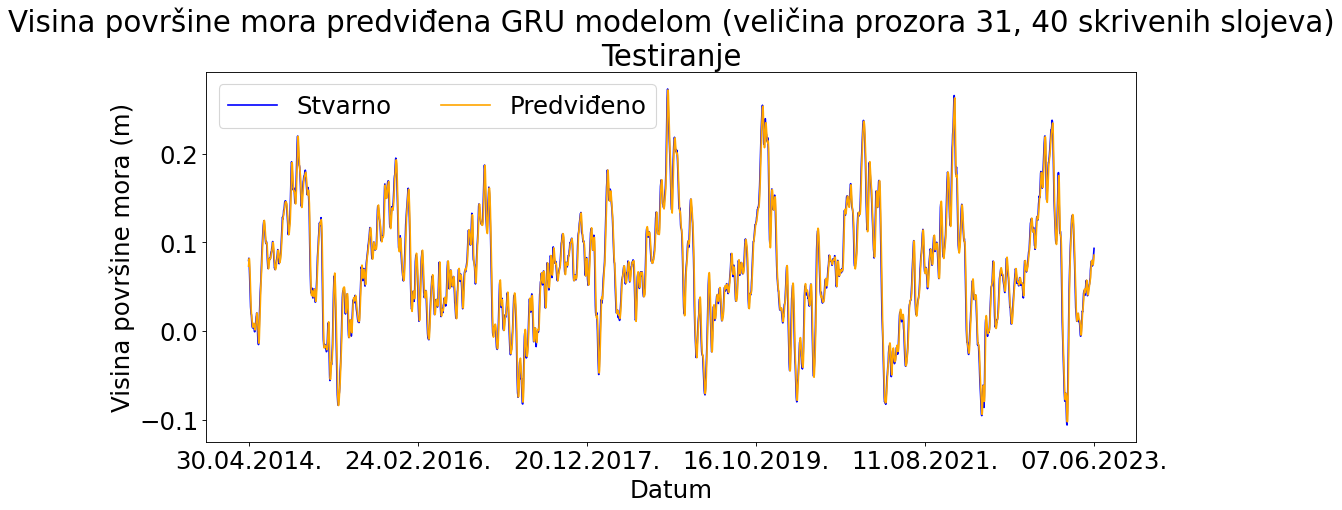 Visina površine mora predviđena GRU modelom (veličina prozora 31, 40 skrivenih slojeva)
Testiranje
Stvarno
Predviđeno
Visina površine mora (m)
0.2
0.1
0.0
−0.1
30.04.2014.
24.02.2016.
20.12.2017.
16.10.2019.
11.08.2021.
07.06.2023.
Datum